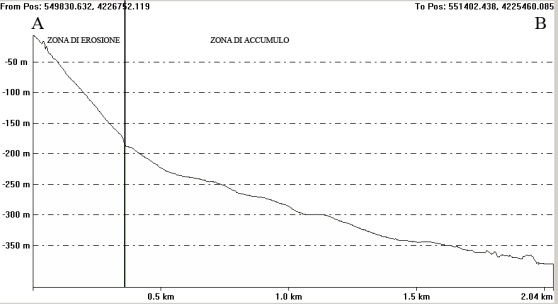 From Pos: 549830.632, 4226752.119 To Pos: 551402.438, 4225460.085
A B
ZONA DI EROSIONE ZONA DI ACCUMULO
-50 m
-100 m
-150 m
-200 m
-250 m
-300 m
-350 m
0.5 km 1.0 km 1.5 km 2.04 km